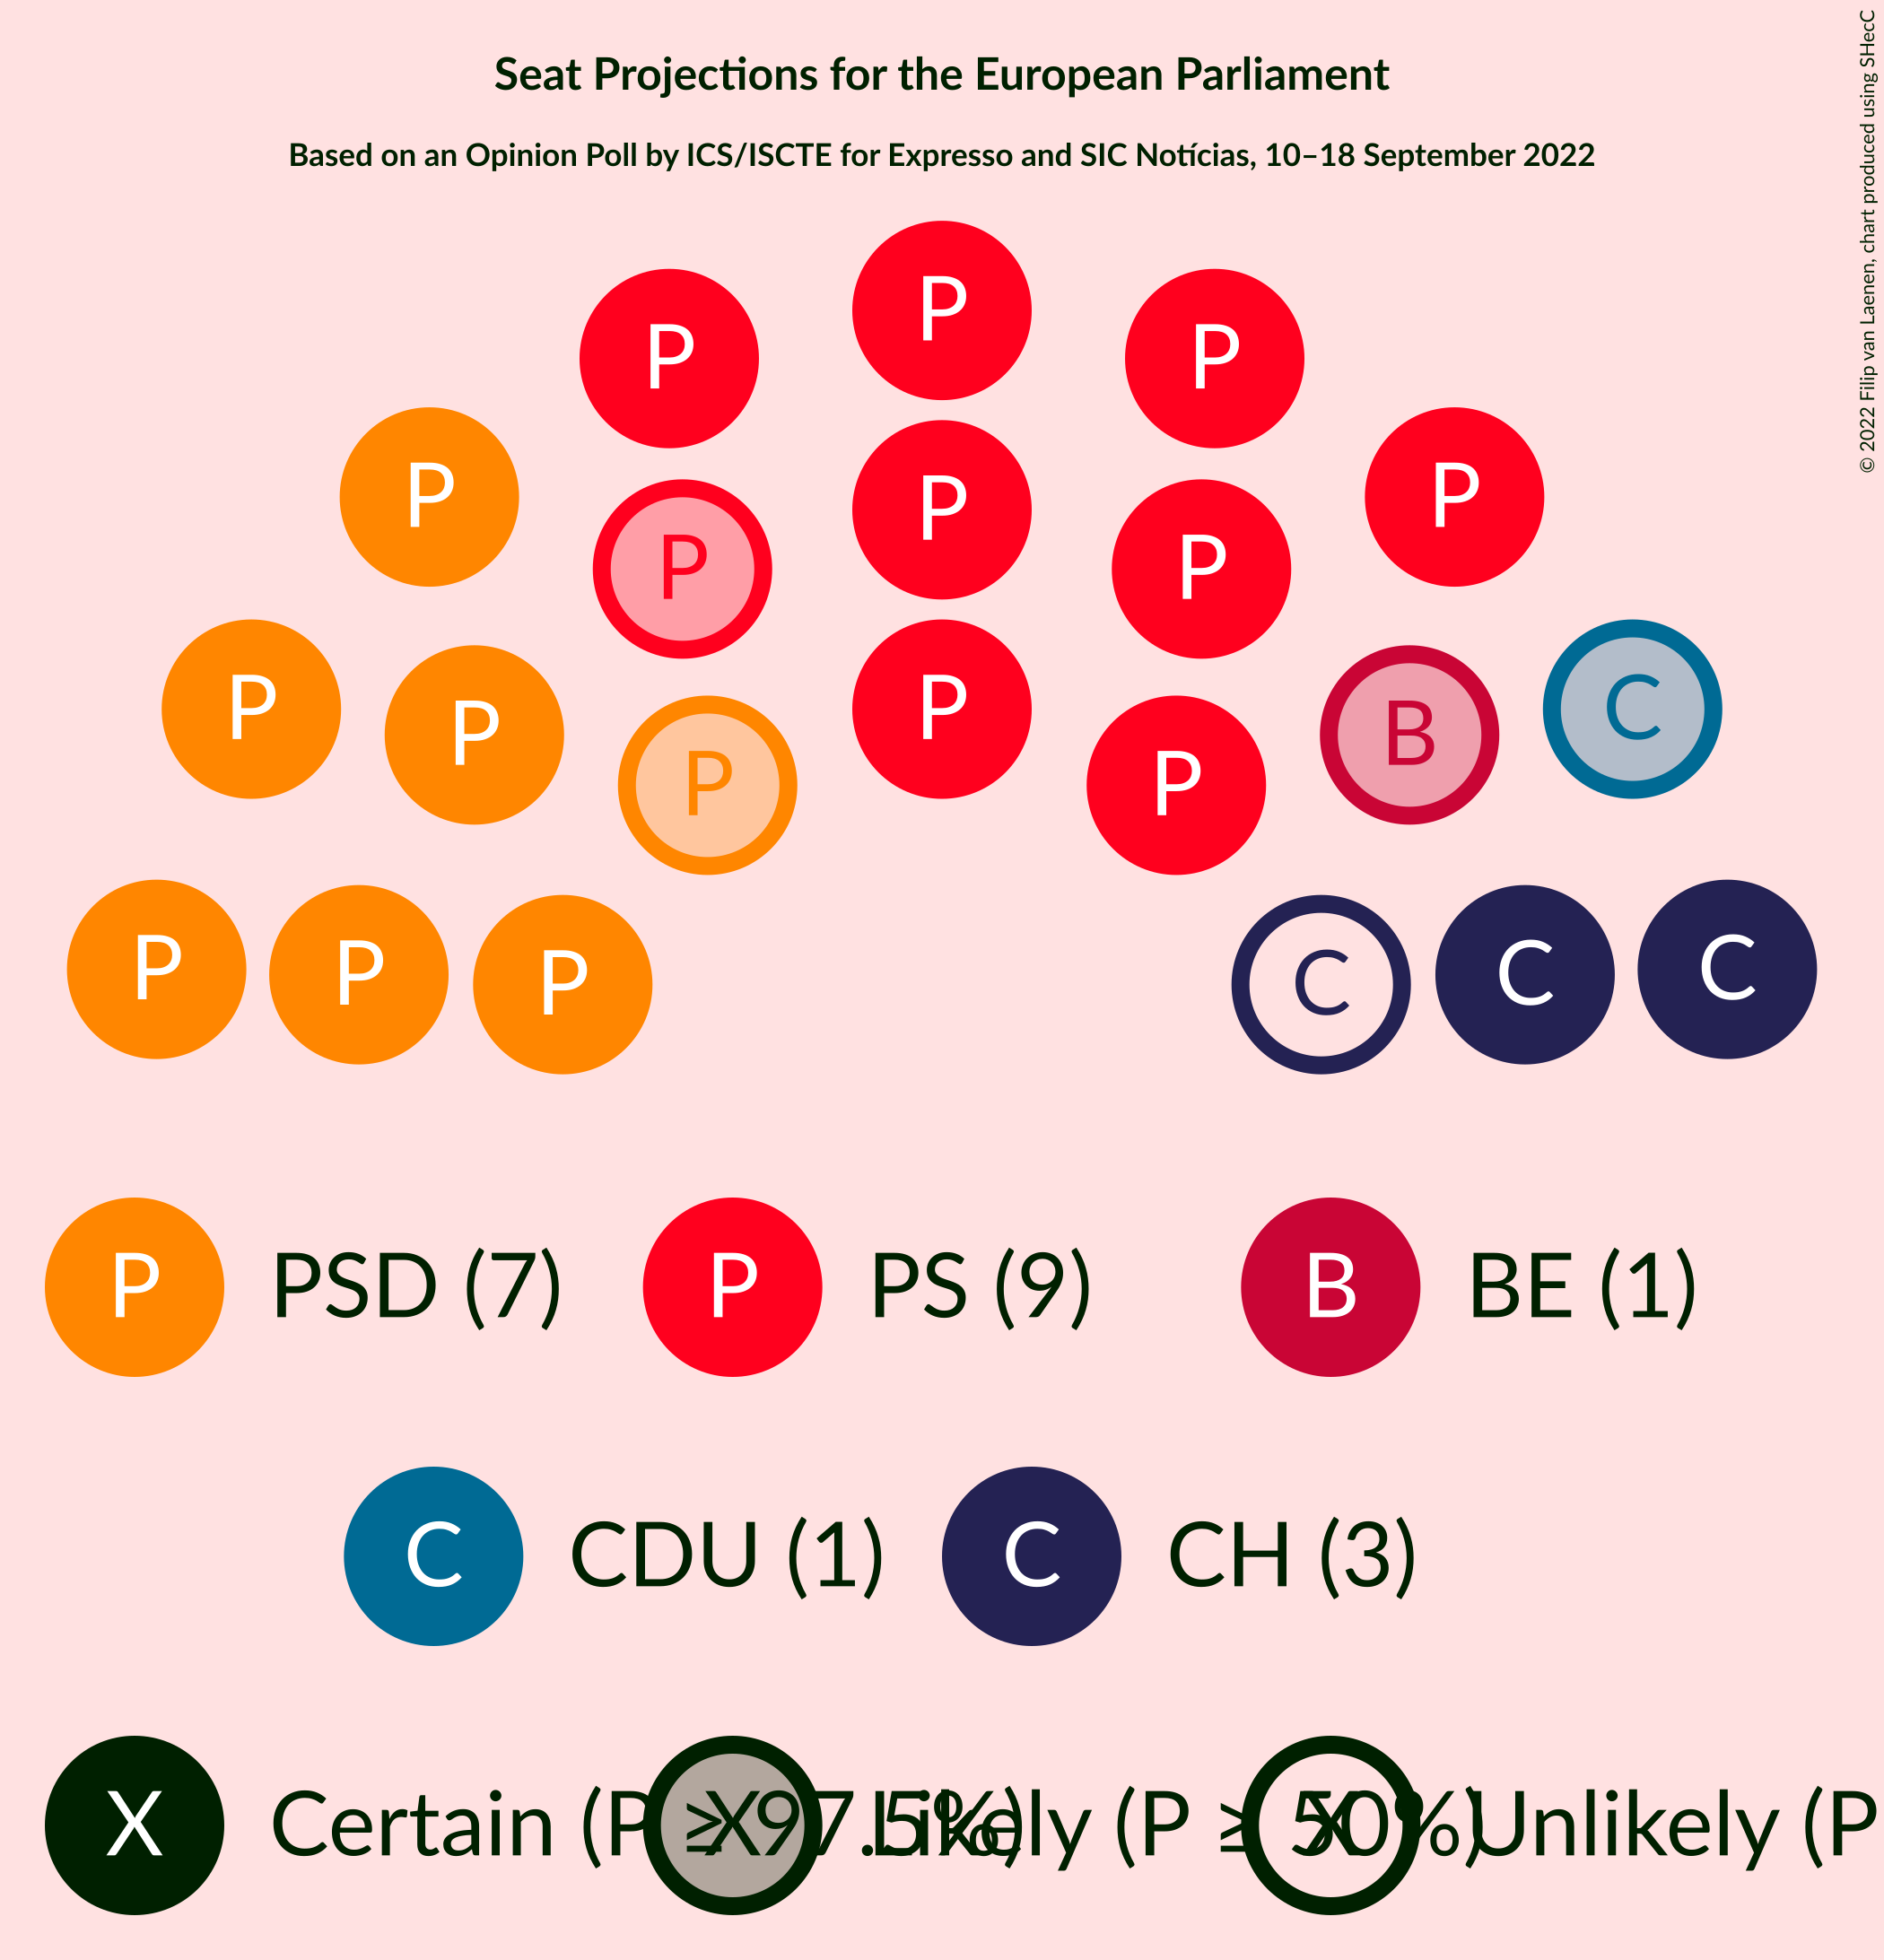 Seat Projections for the European Parliament
Based on an Opinion Poll by ICS/ISCTE for Expresso and SIC Notícias, 10–18 September 2022
© 2022 Filip van Laenen, chart produced using SHecC
P
P P
P P
P
P P
P C
P B
P P
P P
P C
P C
P C
P PSD (7) P PS (9) B BE (1)
C CDU (1) C CH (3)
X Certain (P ≥ 97.5%) X Likely (P ≥ 50%) X Unlikely (P